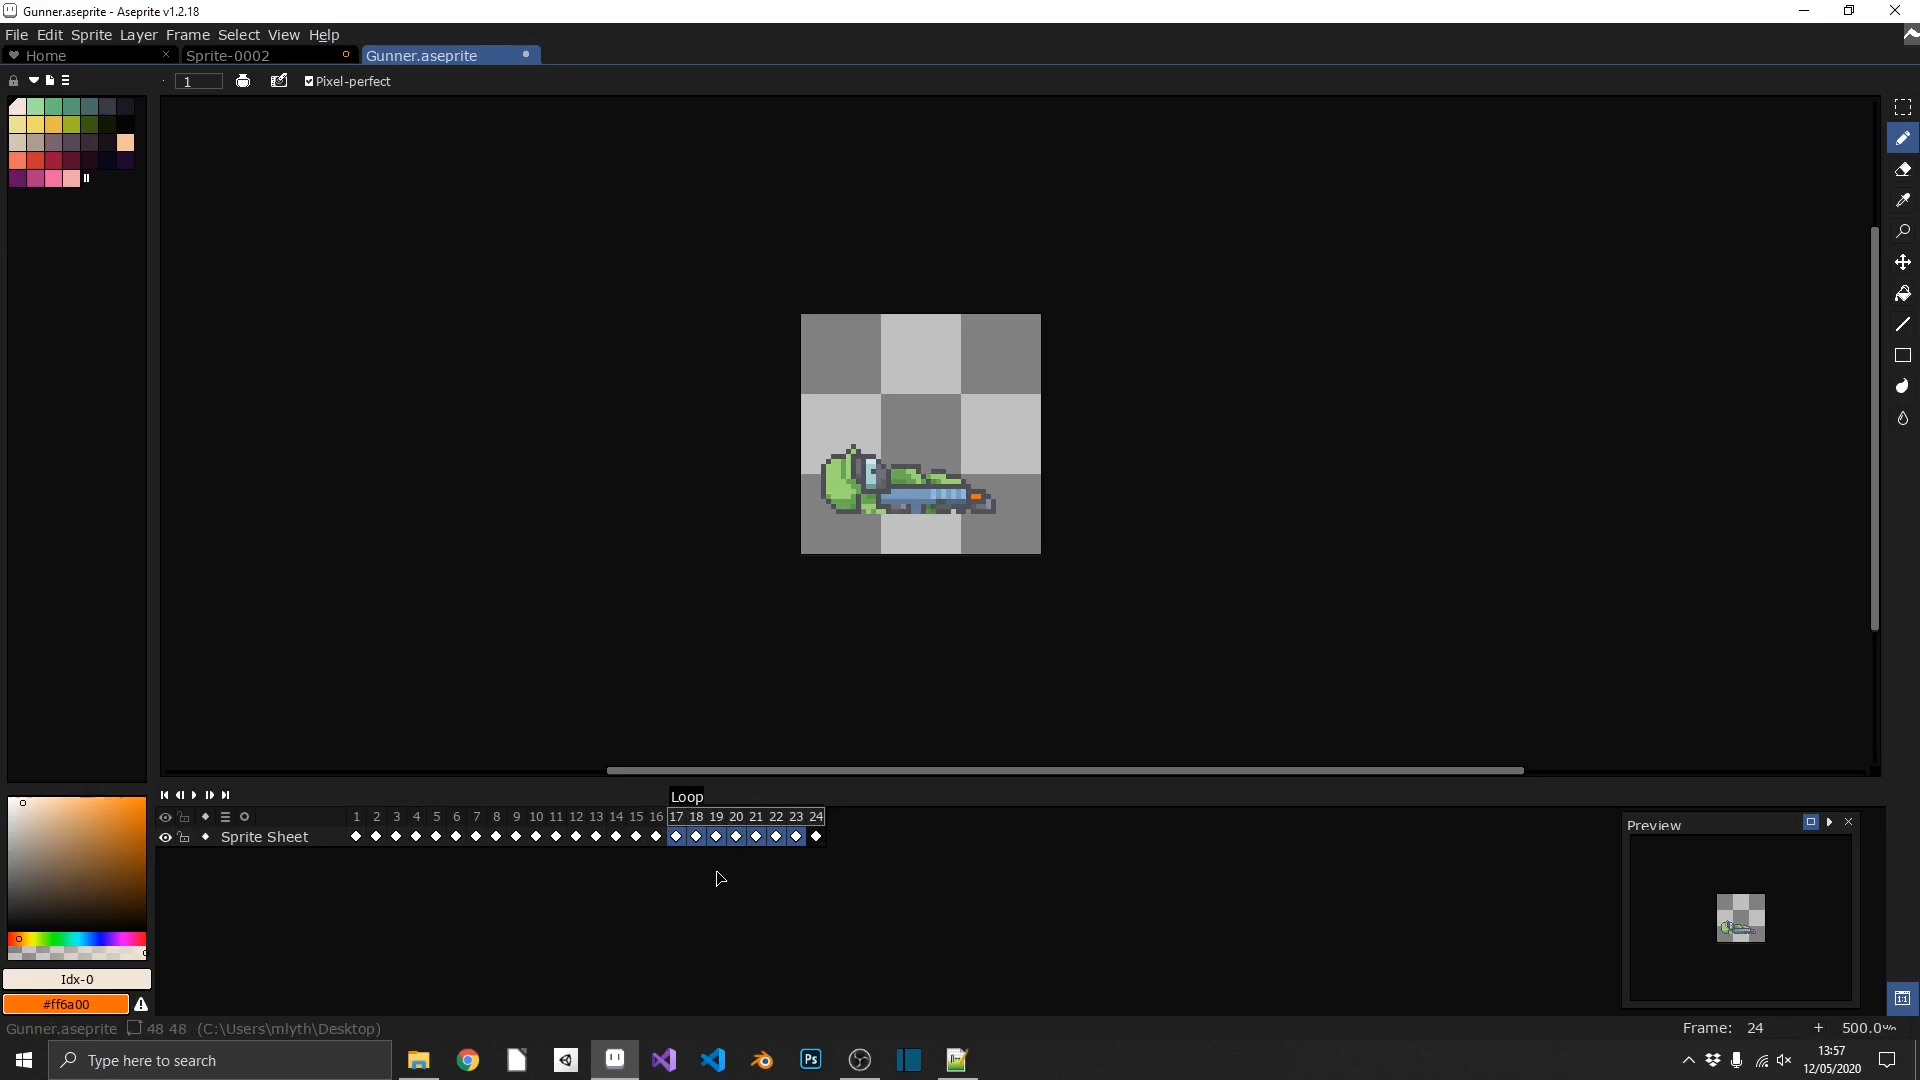 Gunner.aseprite - Aseprite v1.2.18
File Edit Sprite Layer Frame Select View Help
Home Sprite-0002 Gunner.aseprite
1 Pixel-perfect
Loop
1 2 3 4 5 6 7 8 9 10 11 12 13 14 15 16 17 18 19 20 21 22 23 24
Sprite Sheet
Preview
Idx-0
#ff6a00
Gunner.aseprite 48 48 (C:\Users\mlyth\Desktop) Frame: 24 + 500.0%
Type here to search
Ps
13:57
12/05/2020